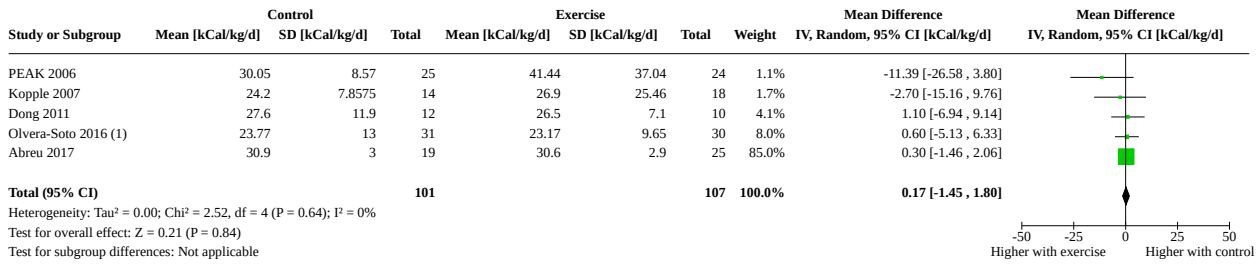 Control Exercise Mean Difference Mean Difference
Study or Subgroup Mean [kCal/kg/d] SD [kCal/kg/d] Total Mean [kCal/kg/d] SD [kCal/kg/d] Total Weight IV, Random, 95% CI [kCal/kg/d] IV, Random, 95% CI [kCal/kg/d]
PEAK 2006 30.05 8.57 25 41.44 37.04 24 1.1% -11.39 [-26.58 , 3.80]
Kopple 2007 24.2 7.8575 14 26.9 25.46 18 1.7% -2.70 [-15.16 , 9.76]
Dong 2011 27.6 11.9 12 26.5 7.1 10 4.1% 1.10 [-6.94 , 9.14]
Olvera-Soto 2016 (1) 23.77 13 31 23.17 9.65 30 8.0% 0.60 [-5.13 , 6.33]
Abreu 2017 30.9 3 19 30.6 2.9 25 85.0% 0.30 [-1.46 , 2.06]
Total (95% CI) 101 107 100.0% 0.17 [-1.45 , 1.80]
Heterogeneity: Tau² = 0.00; Chi² = 2.52, df = 4 (P = 0.64); I² = 0%
Test for overall effect: Z = 0.21 (P = 0.84)
-50 -25 0 25 50
Test for subgroup differences: Not applicable
Higher with exercise Higher with control